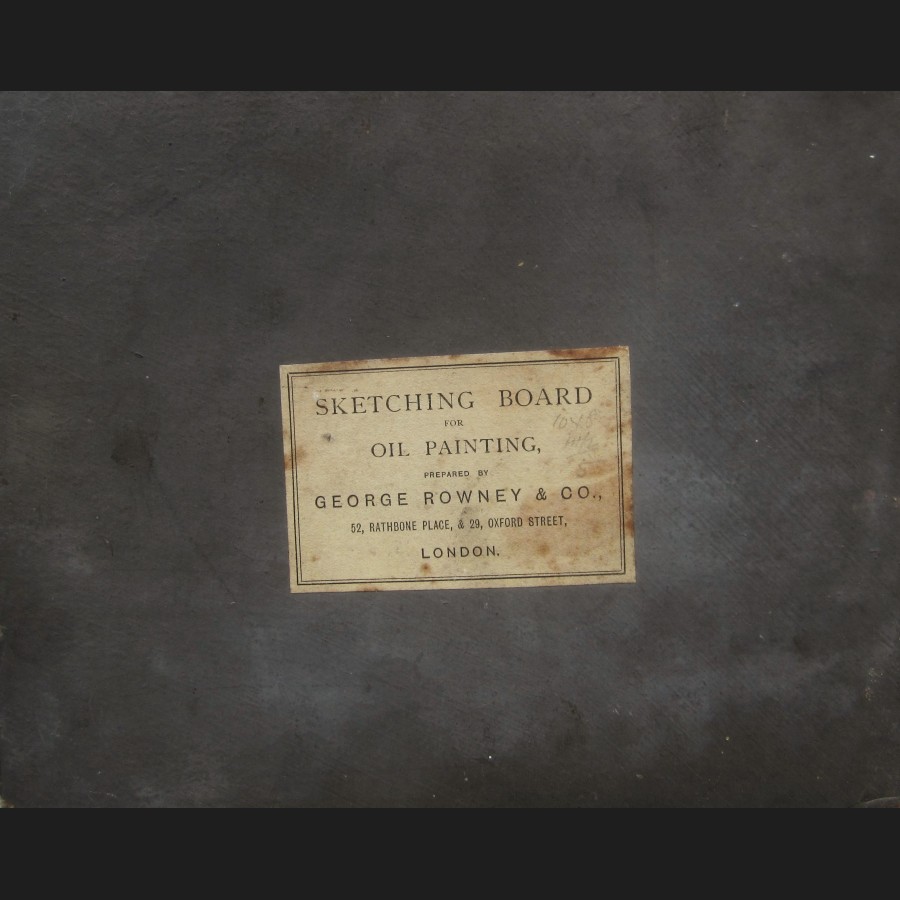 SKETCHING BOARD
FOR
OIL PAINTING,
PREPARED BY
GEORGE ROWNEY & CO.,
52, RATHBONE PLACE, & 29, OXFORD STREET,
LONDON.